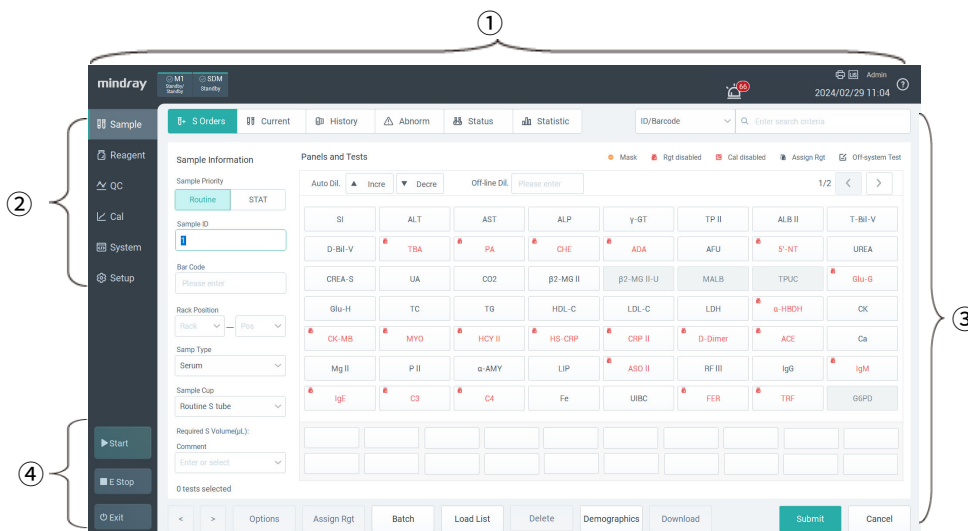 ①
mindray
M1
Standby/
Standby
SDM
Standby
66
Admin
2024/02/29 11:04
②
Sample
Reagent
QC
Cal
System
Setup
④
Start
E Stop
Exit
③
S Orders Current History Abnorm Status Statistic ID/Barcode Enter search criteria
Sample Information
Sample Priority
Routine STAT
Sample ID
1
Bar Code
Please enter
Rack Position
Rack — Pos
Samp Type
Serum
Sample Cup
Routine S tube
Required S Volume(μL):
Comment
Enter or select
0 tests selected
Panels and Tests Mask Rgt disabled Cal disabled Assign Rgt Off-system Test
Auto Dil. ▲ Incre ▼ Decre Off-line Dil. Please enter 1/2 < >
SI ALT AST ALP γ-GT TP II ALB II T-Bil-V
D-Bil-V TBA PA CHE ADA AFU 5'-NT UREA
CREA-S UA CO2 β2-MG II β2-MG II-U MALB TPUC Glu-G
Glu-H TC TG HDL-C LDL-C LDH α-HBDH CK
CK-MB MYO HCY II HS-CRP CRP II D-Dimer ACE Ca
Mg II P II α-AMY LIP ASO II RF III IgG IgM
IgE C3 C4 Fe UIBC FER TRF G6PD
< > Options Assign Rgt Batch Load List Delete Demographics Download Submit Cancel